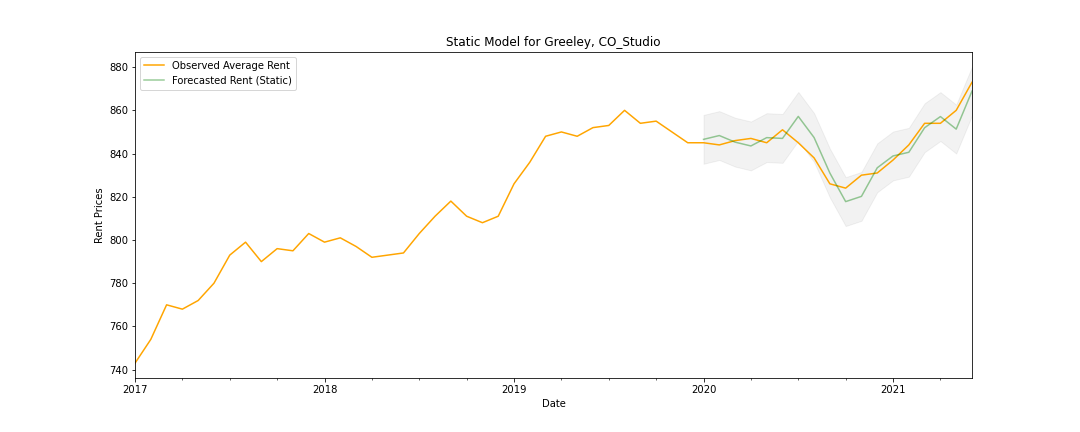 Static Model for Greeley, CO_Studio
Observed Average Rent
Forecasted Rent (Static)
880
860
840
820
800
780
760
740
Rent Prices
2017
2018
2019
2020
2021
Date